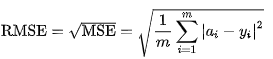 RMSE = √MSE = √(1/m ∑_{i=1}^{m} |a_i − y_i|²)